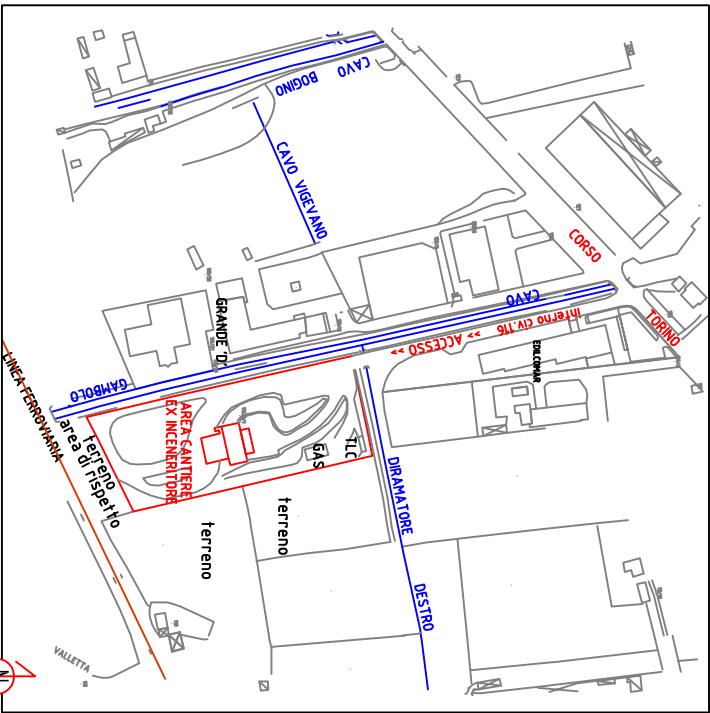 CAVO
BOGINO
CAVO VIGEVANO
CORSO
TORINO
CAVO
interno civ.116
>> ACCESSO >>
EDILCOMAR
GRANDE 'D'
GAMBOLO
LINEA FERROVIARIA
terreno
area di rispetto
AREA CANTIERE
EX INCENERITORE
GAS
TLC
DIRAMATORE
DESTRO
terreno
terreno
VALLETTA
N